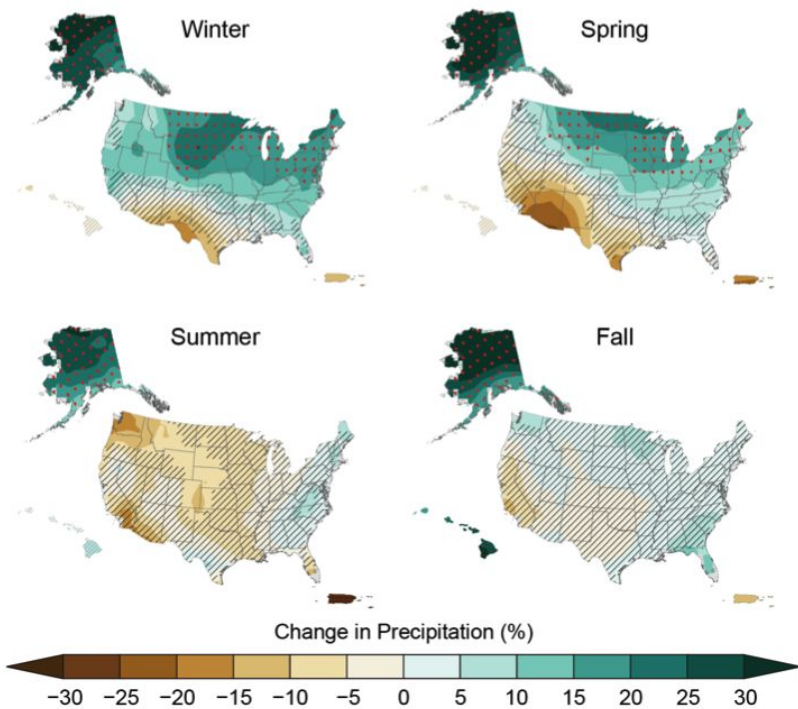 Winter
Spring
Summer
Fall
Change in Precipitation (%)
−30 −25 −20 −15 −10 −5 0 5 10 15 20 25 30